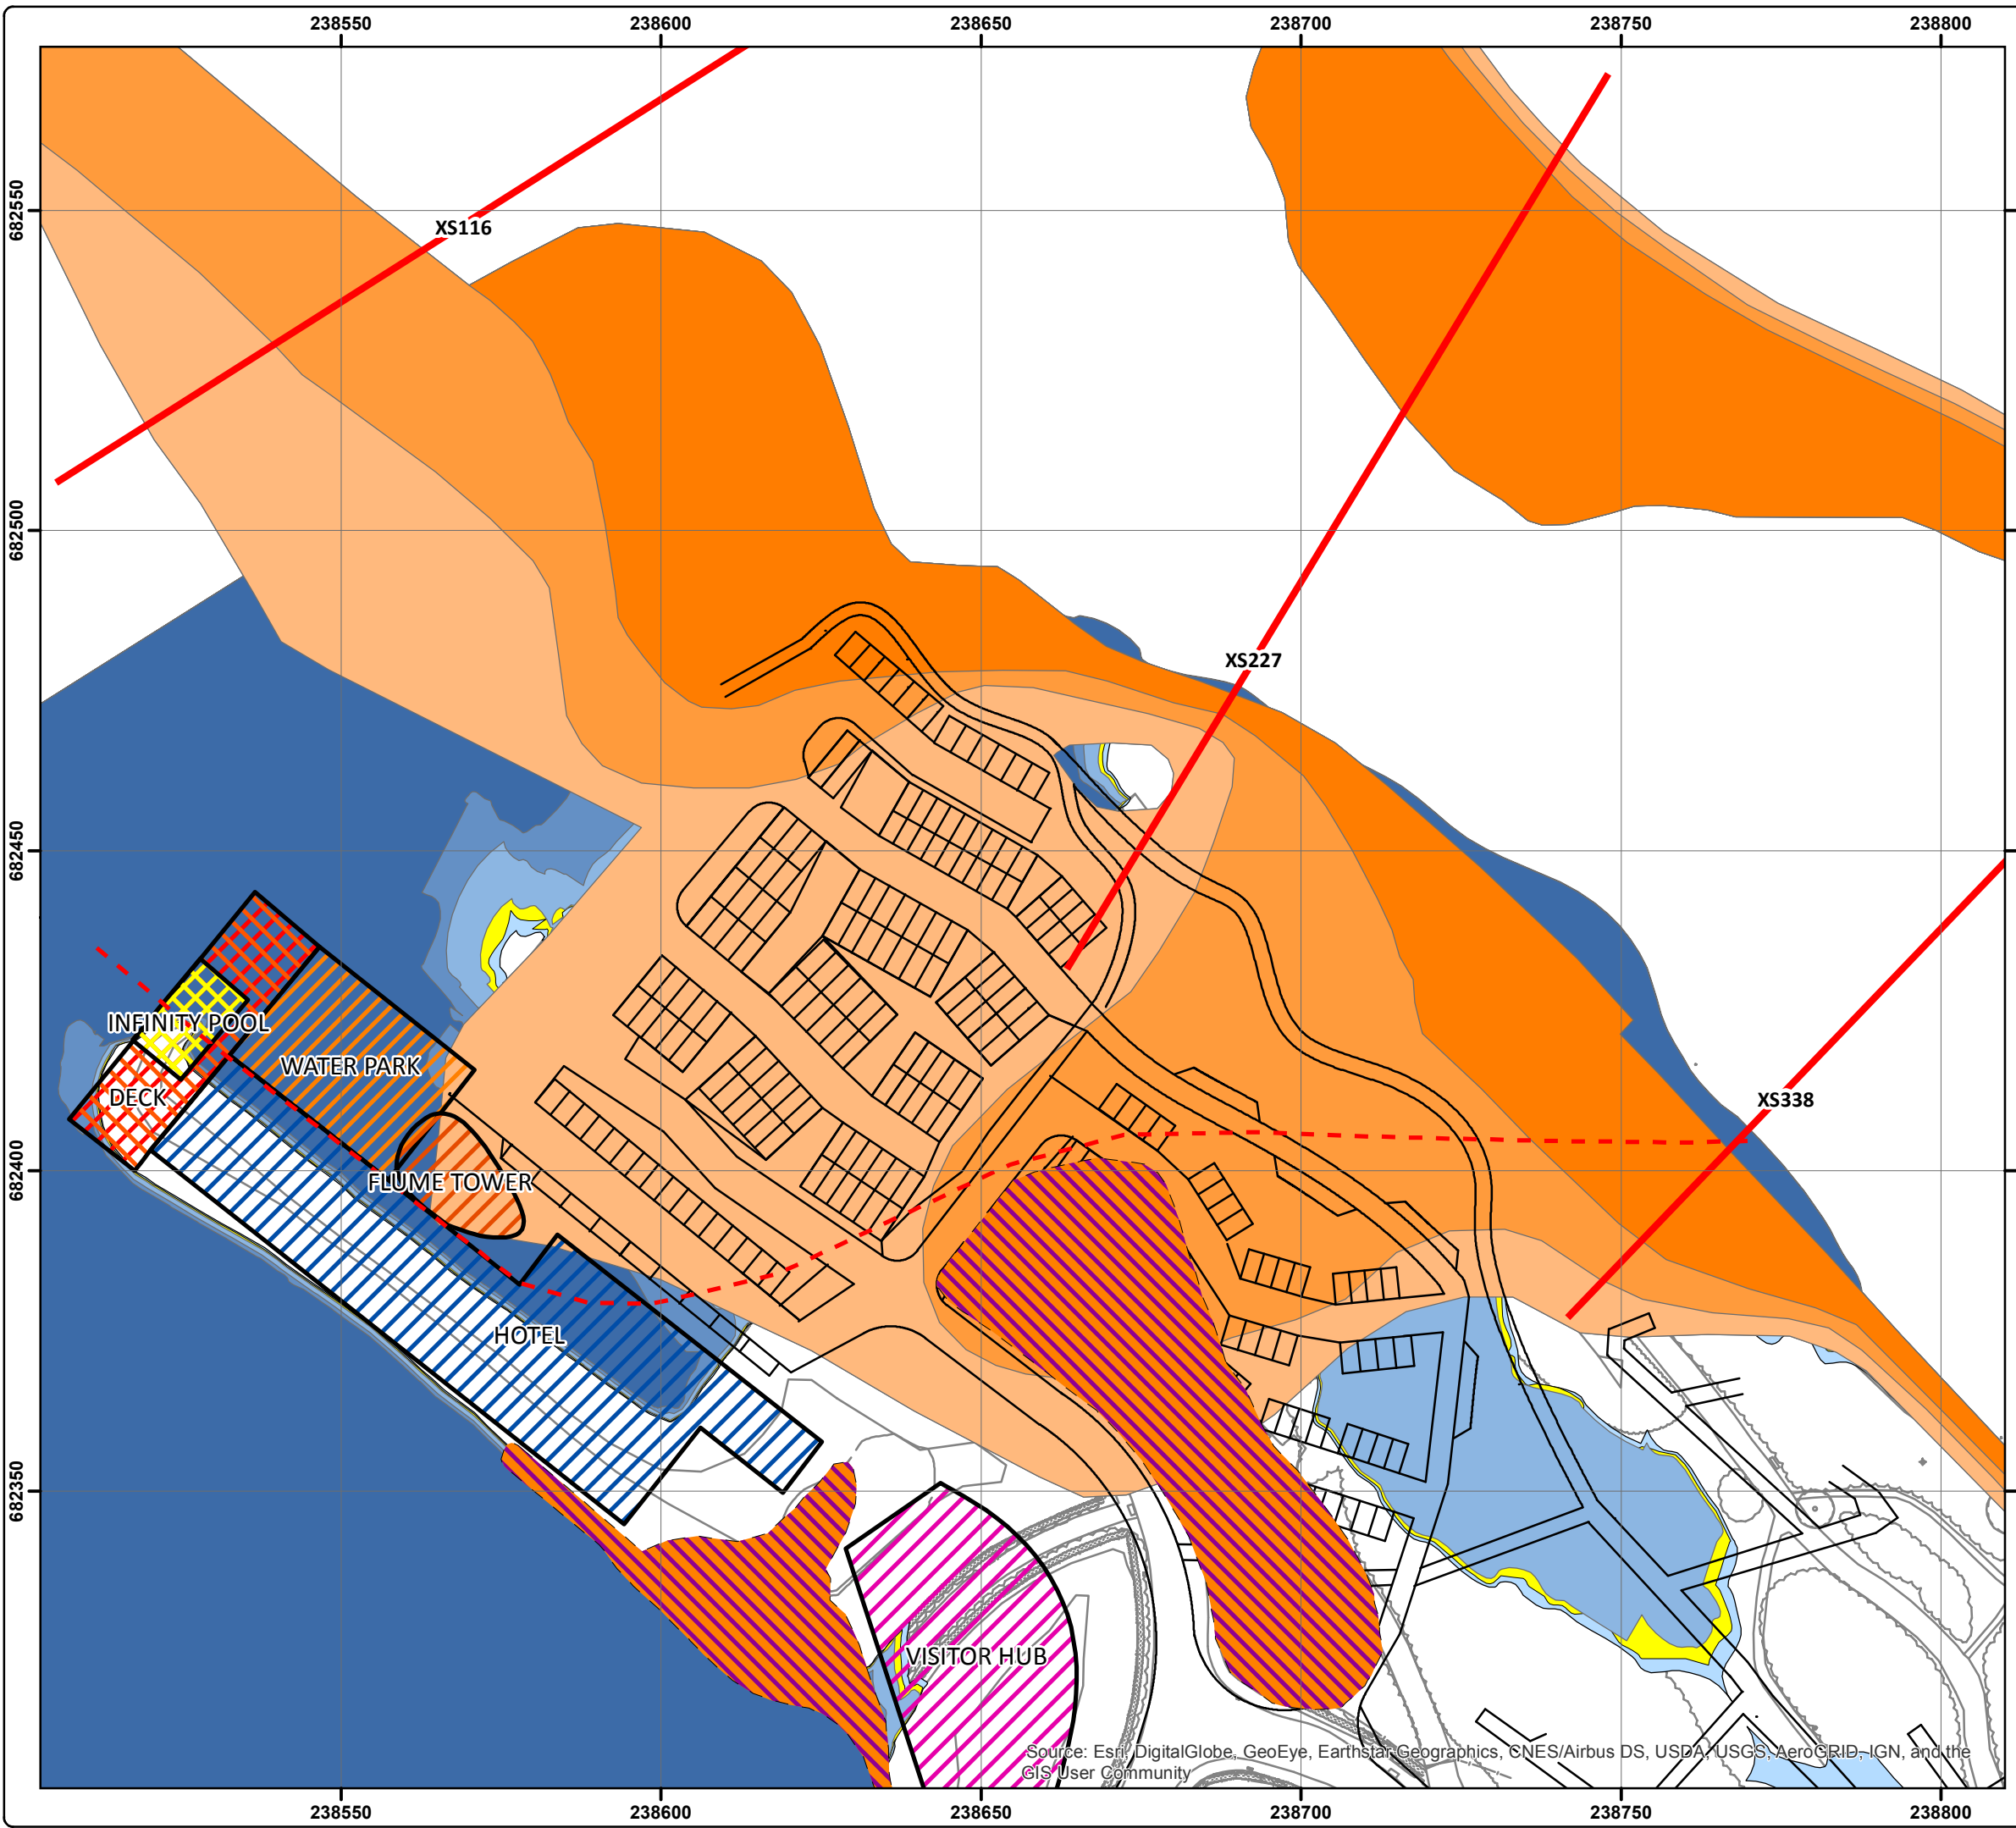 238550 238600 238650 238700 238750 238800
682550
XS116
682500
XS227
682450
XS338
INFINITY POOL
WATER PARK
DECK
682400
FLUME TOWER
HOTEL
682350
VISITOR HUB
Source: Esri, DigitalGlobe, GeoEye, Earthstar Geographics, CNES/Airbus DS, USDA, USGS, AeroGRID, IGN, and the
GIS User Community
238550 238600 238650 238700 238750 238800